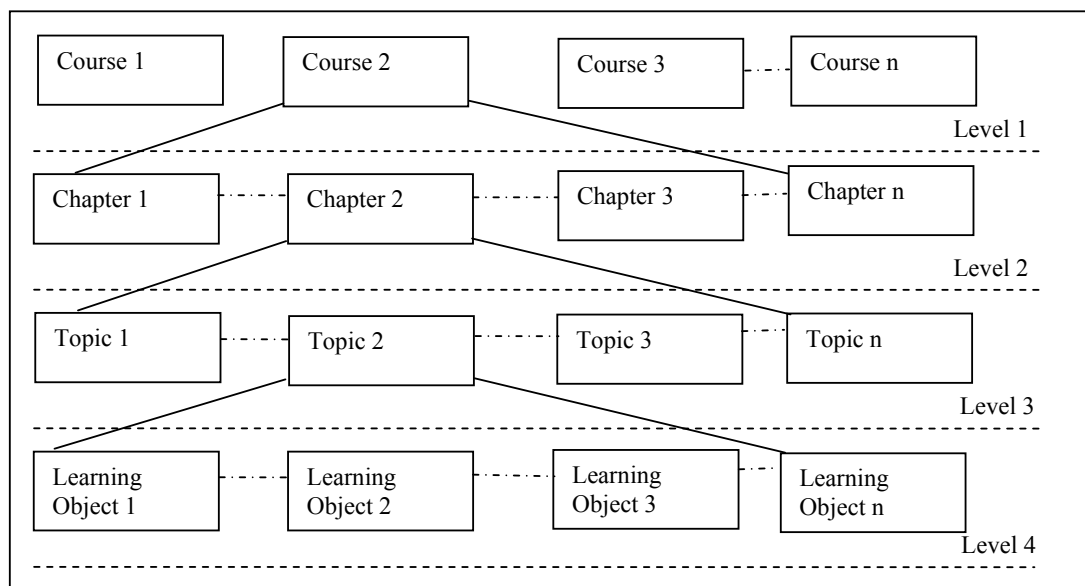 Course 1
Course 2
Course 3
Course n
Level 1
Chapter 1
Chapter 2
Chapter 3
Chapter n
Level 2
Topic 1
Topic 2
Topic 3
Topic n
Level 3
Learning
Object 1
Learning
Object 2
Learning
Object 3
Learning
Object n
Level 4